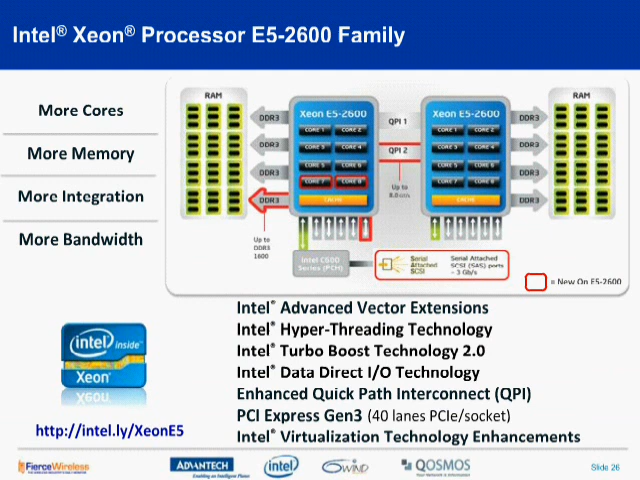 Intel® Xeon® Processor E5-2600 Family
More Cores
More Memory
More Integration
More Bandwidth
RAM
DDR3
DDR3
DDR3
DDR3
Up to
DDR3
1600
Xeon E5-2600
CORE 1 CORE 2
CORE 3 CORE 4
CORE 5 CORE 6
CORE 7 CORE 8
CACHE
QPI 1
QPI 2
Up to
Xeon E5-2600
CORE 1 CORE 2
CORE 3 CORE 4
CORE 5 CORE 6
CORE 7 CORE 8
CACHE
DDR3
DDR3
DDR3
DDR3
RAM
Intel C600
Series (PCH)
Serial
Attached
SCSI
Serial Attached
SCSI (SAS) ports
~ 3 Gb/s
= New On E5-2600
Intel® Advanced Vector Extensions
Intel® Hyper-Threading Technology
Intel® Turbo Boost Technology 2.0
Intel® Data Direct I/O Technology
Enhanced Quick Path Interconnect (QPI)
PCI Express Gen3 (40 lanes PCIe/socket)
Intel® Virtualization Technology Enhancements
intel inside™
Xeon®
http://intel.ly/XeonE5
FierceWireless
ADVANTECH
Enabling an Intelligent Planet
intel
6WIND
QOSMOS
Slide 26